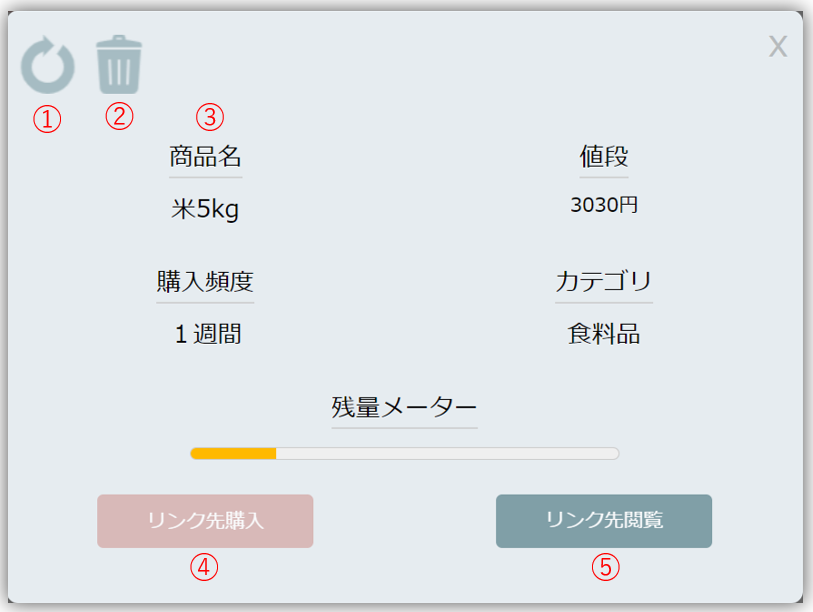 X
① ② ③
商品名 値段
米5kg 3030円
購入頻度 カテゴリ
1週間 食料品
残量メーター
リンク先購入 リンク先閲覧
④ ⑤